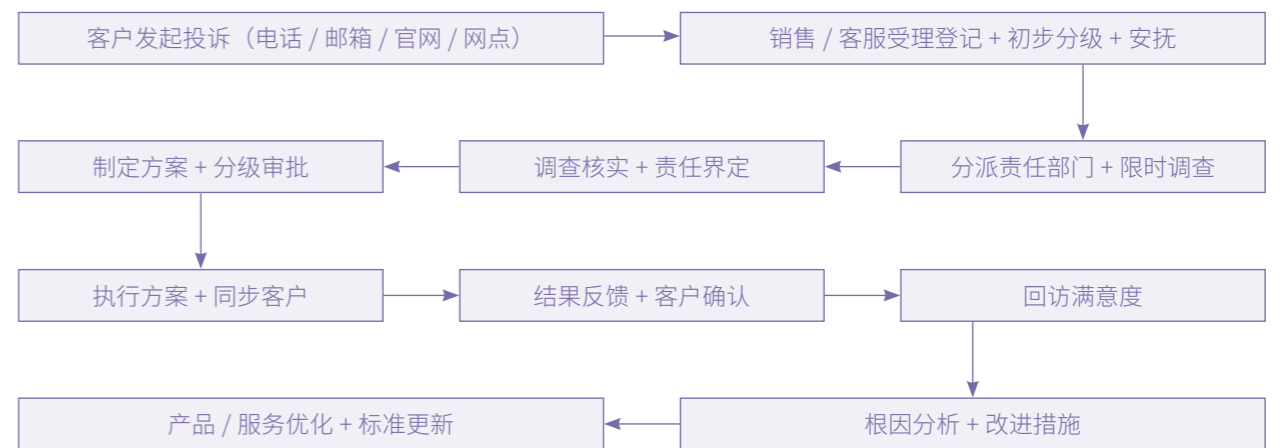 客户发起投诉（电话 / 邮箱 / 官网 / 网点）
销售 / 客服受理登记 + 初步分级 + 安抚
分派责任部门 + 限时调查
调查核实 + 责任界定
制定方案 + 分级审批
执行方案 + 同步客户
结果反馈 + 客户确认
回访满意度
根因分析 + 改进措施
产品 / 服务优化 + 标准更新